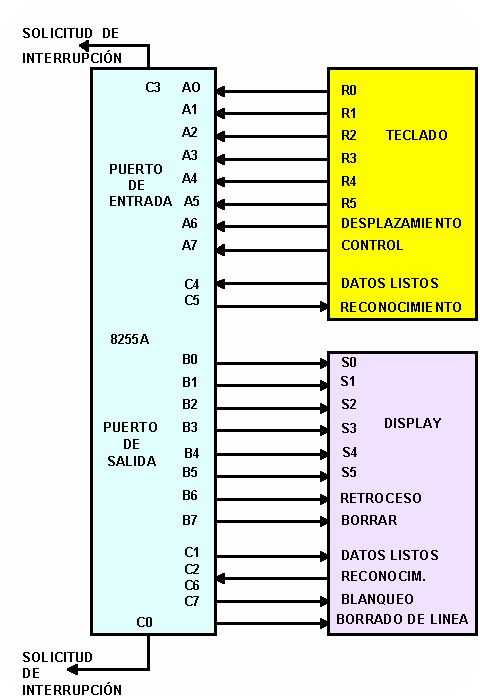 SOLICITUD DE
INTERRUPCIÓN
C3
A0
A1
A2
A3
A4
A5
A6
A7
PUERTO
DE
ENTRADA
C4
C5
8255A
B0
B1
B2
B3
B4
B5
B6
B7
PUERTO
DE
SALIDA
C1
C2
C6
C7
C0
R0
R1
R2
R3
R4
R5
TECLADO
DESPLAZAMIENTO
CONTROL
DATOS LISTOS
RECONOCIMIENTO
S0
S1
S2
S3
S4
S5
DISPLAY
RETROCESO
BORRAR
DATOS LISTOS
RECONOCIM.
BLANQUEO
BORRADO DE LINEA
SOLICITUD
DE
INTERRUPCIÓN